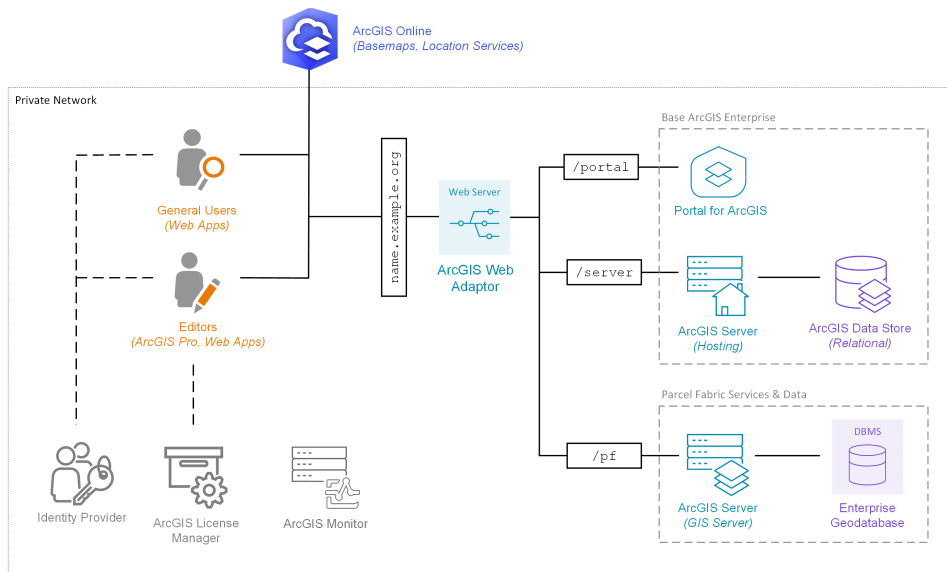 ArcGIS Online
(Basemaps, Location Services)
Private Network
General Users
(Web Apps)
Editors
(ArcGIS Pro, Web Apps)
Identity Provider
ArcGIS License
Manager
ArcGIS Monitor
name.example.org
Web Server
ArcGIS Web
Adaptor
/portal
/server
/pf
Base ArcGIS Enterprise
Portal for ArcGIS
ArcGIS Server
(Hosting)
ArcGIS Data Store
(Relational)
Parcel Fabric Services & Data
ArcGIS Server
(GIS Server)
DBMS
Enterprise
Geodatabase